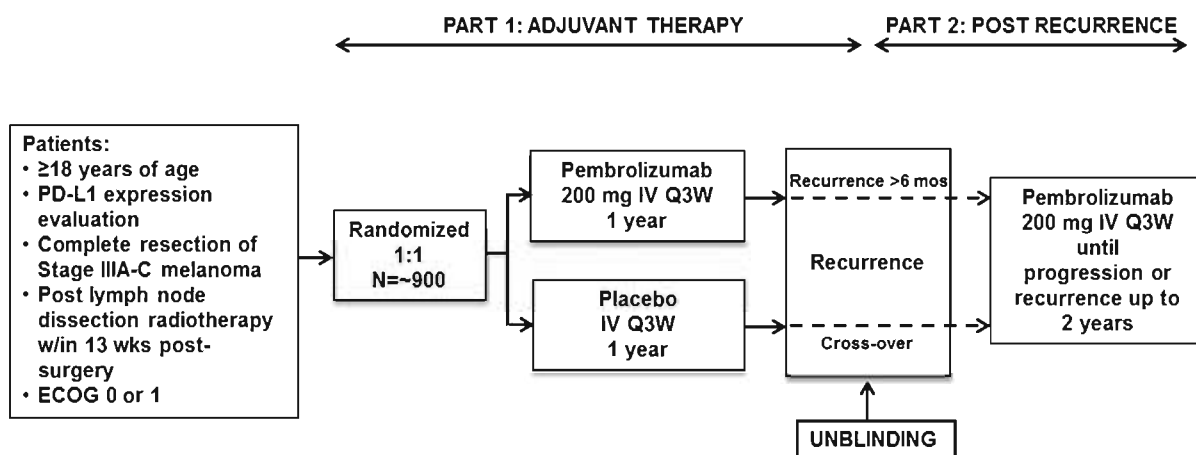 PART 1: ADJUVANT THERAPY
PART 2: POST RECURRENCE
Patients:
• ≥18 years of age
• PD-L1 expression
evaluation
• Complete resection of
Stage IIIA-C melanoma
• Post lymph node
dissection radiotherapy
w/in 13 wks post-
surgery
• ECOG 0 or 1
Randomized
1:1
N=~900
Pembrolizumab
200 mg IV Q3W
1 year
Placebo
IV Q3W
1 year
Recurrence >6 mos
Recurrence
Cross-over
UNBLINDING
Pembrolizumab
200 mg IV Q3W
until
progression or
recurrence up to
2 years